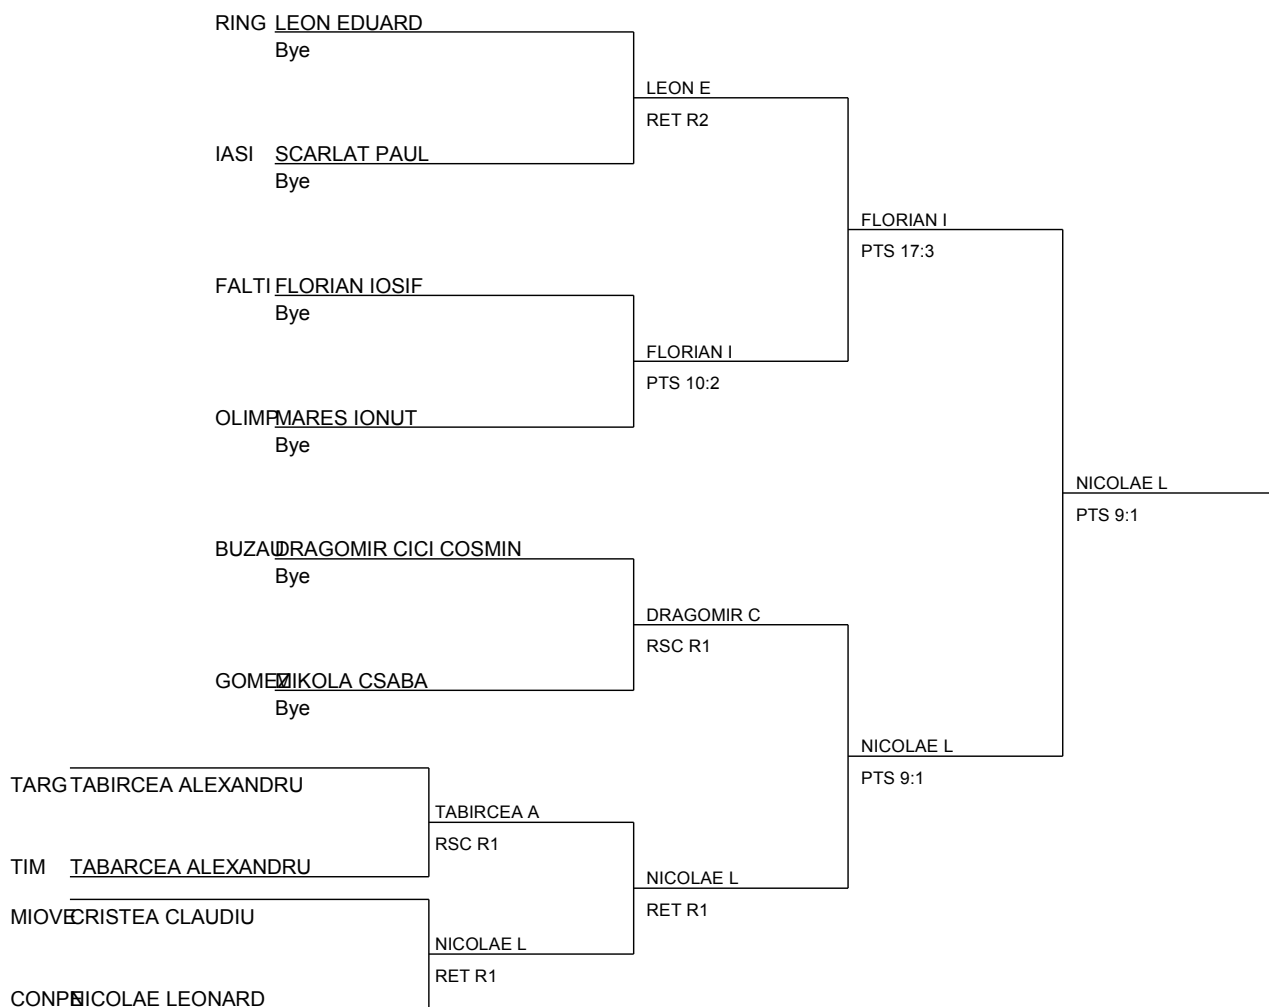 RING LEON EDUARD
Bye
LEON E
RET R2
IASI SCARLAT PAUL
Bye
FLORIAN I
PTS 17:3
FALTI FLORIAN IOSIF
Bye
FLORIAN I
PTS 10:2
OLIMP MARES IONUT
Bye
NICOLAE L
PTS 9:1
BUZAU DRAGOMIR CICI COSMIN
Bye
DRAGOMIR C
RSC R1
GOMEZ MIKOLA CSABA
Bye
NICOLAE L
PTS 9:1
TARG TABIRCEA ALEXANDRU
TABIRCEA A
RSC R1
TIM TABARCEA ALEXANDRU
NICOLAE L
RET R1
MIOVE CRISTEA CLAUDIU
NICOLAE L
RET R1
CONPE NICOLAE LEONARD